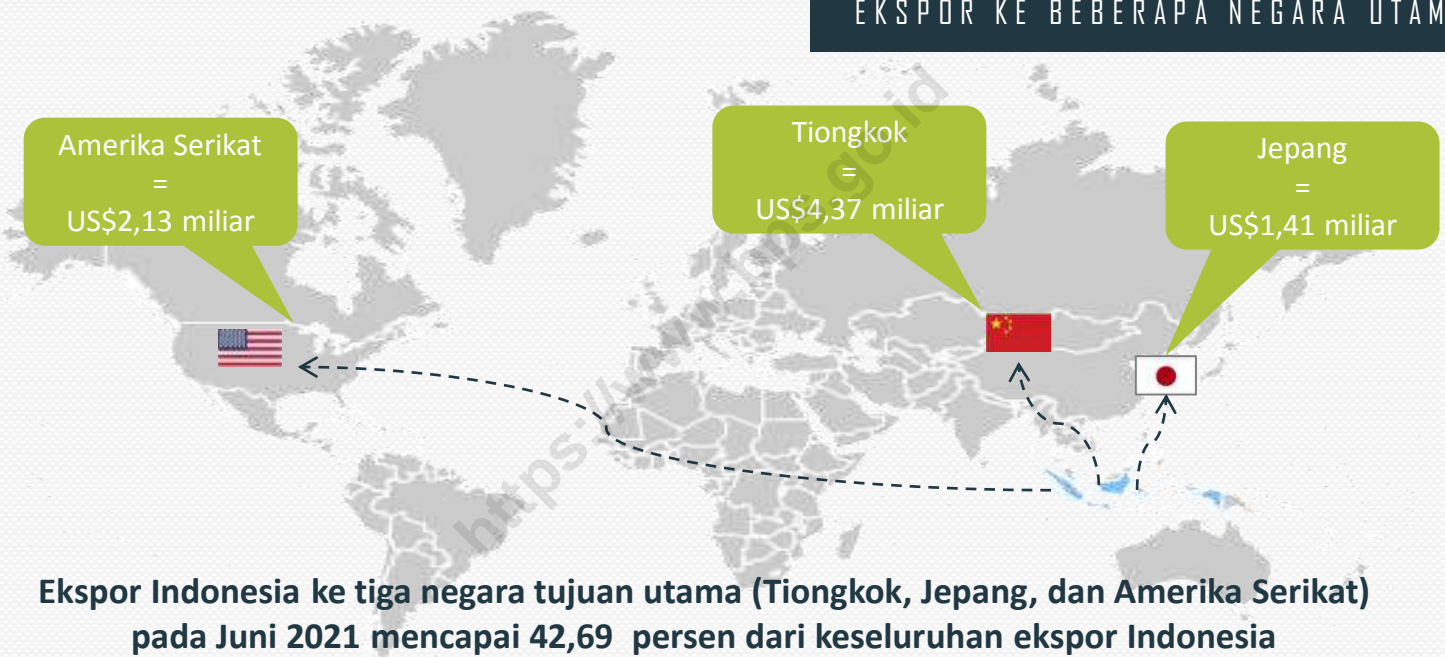 EKSPOR KE BEBERAPA NEGARA UTAM
Amerika Serikat
=
US$2,13 miliar
Tiongkok
=
US$4,37 miliar
Jepang
=
US$1,41 miliar
https://www.bps.go.id
Ekspor Indonesia ke tiga negara tujuan utama (Tiongkok, Jepang, dan Amerika Serikat)
pada Juni 2021 mencapai 42,69 persen dari keseluruhan ekspor Indonesia